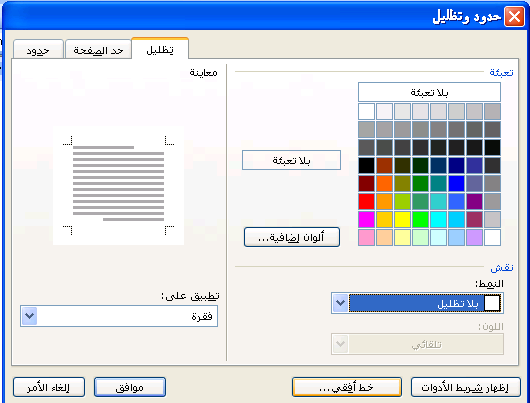 حدود وتظليل
حدود
حد الصفحة
تظليل
تعبئة
بلا تعبئة
بلا تعبئة
ألوان إضافية...
نقش
النمط:
بلا تظليل
اللون:
تلقائي
معاينة
تطبيق على:
فقرة
إظهار شريط الأدوات
خط أفقي...
موافق
إلغاء الأمر